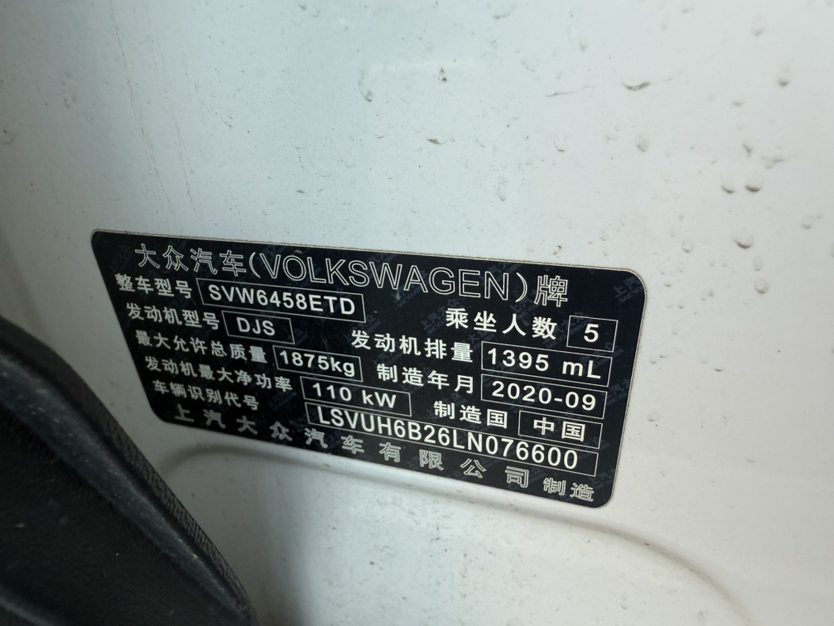 大众汽车(VOLKSWAGEN)牌
整车型号 SVW6458ETD 乘坐人数 5
发动机型号 DJS 发动机排量 1395 mL
最大允许总质量 1875kg 制造年月 2020-09
发动机最大净功率 110 kW 制造国 中国
车辆识别代号 LSVUH6B26LN076600
上汽大众汽车有限公司 制造